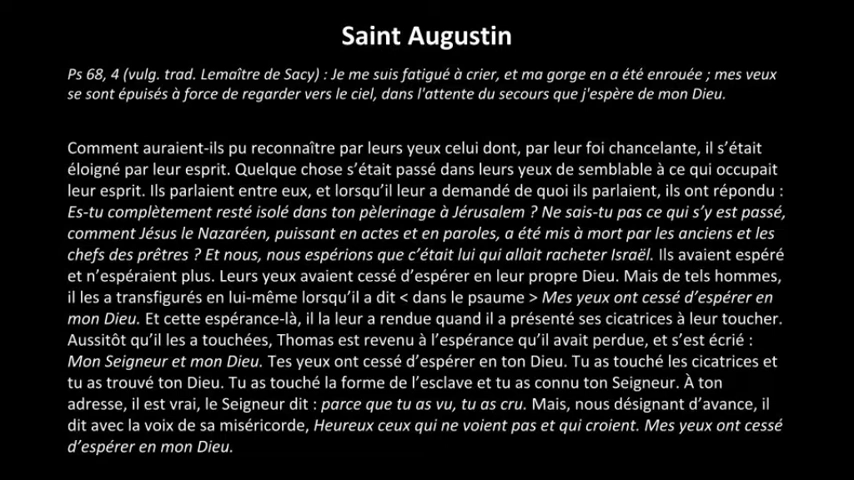 Saint Augustin
Ps 68, 4 (vulg. trad. Lemaître de Sacy) : Je me suis fatigué à crier, et ma gorge en a été enrouée ; mes veux
se sont épuisés à force de regarder vers le ciel, dans l'attente du secours que j'espère de mon Dieu.
Comment auraient-ils pu reconnaître par leurs yeux celui dont, par leur foi chancelante, il s'était
éloigné par leur esprit. Quelque chose s'était passé dans leurs yeux de semblable à ce qui occupait
leur esprit. Ils parlaient entre eux, et lorsqu'il leur a demandé de quoi ils parlaient, ils ont répondu :
Es-tu complètement resté isolé dans ton pèlerinage à Jérusalem ? Ne sais-tu pas ce qui s'y est passé,
comment Jésus le Nazaréen, puissant en actes et en paroles, a été mis à mort par les anciens et les
chefs des prêtres ? Et nous, nous espérions que c'était lui qui allait racheter Israël. Ils avaient espéré
et n'espéraient plus. Leurs yeux avaient cessé d'espérer en leur propre Dieu. Mais de tels hommes,
il les a transfigurés en lui-même lorsqu'il a dit < dans le psaume > Mes yeux ont cessé d'espérer en
mon Dieu. Et cette espérance-là, il la leur a rendue quand il a présenté ses cicatrices à leur toucher.
Aussitôt qu'il les a touchées, Thomas est revenu à l'espérance qu'il avait perdue, et s'est écrié :
Mon Seigneur et mon Dieu. Tes yeux ont cessé d'espérer en ton Dieu. Tu as touché les cicatrices et
tu as trouvé ton Dieu. Tu as touché la forme de l'esclave et tu as connu ton Seigneur. À ton
adresse, il est vrai, le Seigneur dit : parce que tu as vu, tu as cru. Mais, nous désignant d'avance, il
dit avec la voix de sa miséricorde, Heureux ceux qui ne voient pas et qui croient. Mes yeux ont cessé
d'espérer en mon Dieu.